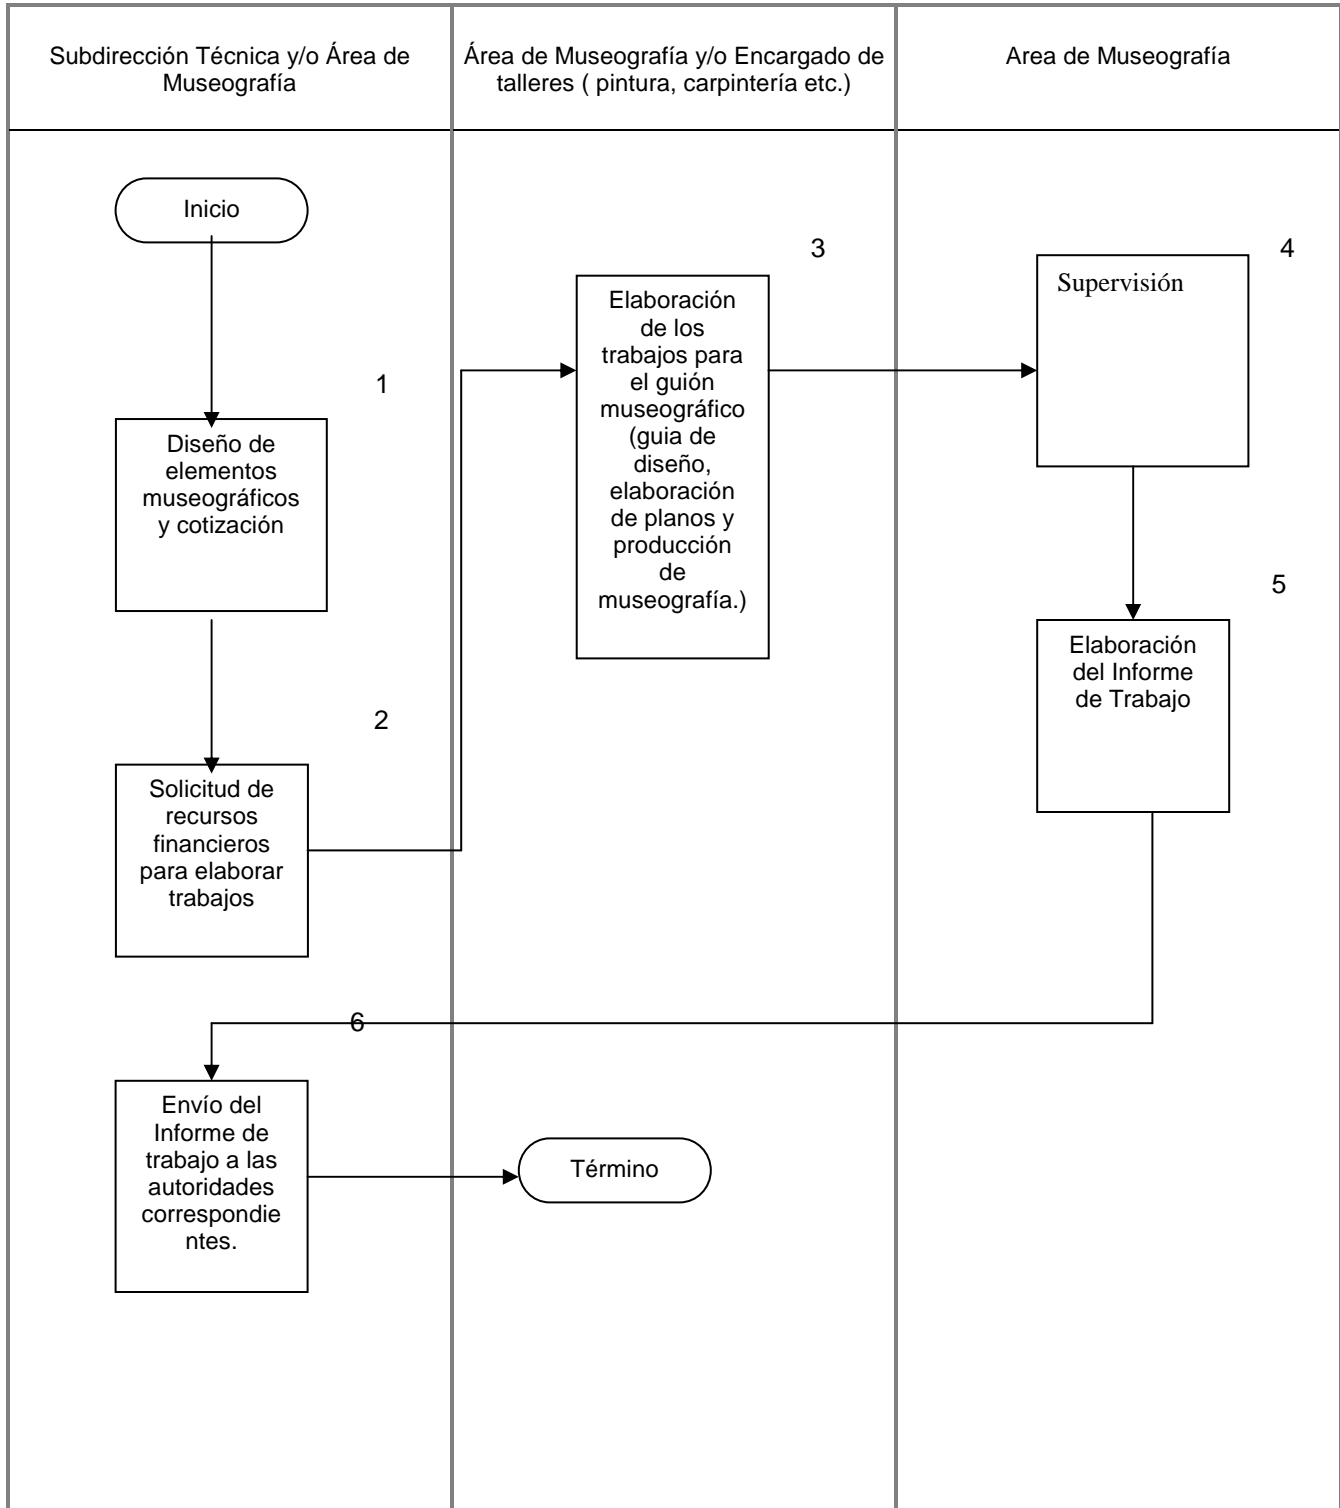 Subdirección Técnica y/o Área de
Museografía
Área de Museografía y/o Encargado de
talleres ( pintura, carpintería etc.)
Area de Museografía
Inicio
1
Diseño de
elementos
museográficos
y cotización
2
Solicitud de
recursos
financieros
para elaborar
trabajos
3
Elaboración
de los
trabajos para
el guión
museográfico
(guia de
diseño,
elaboración
de planos y
producción
de
museografía.)
4
Supervisión
5
Elaboración
del Informe
de Trabajo
6
Envío del
Informe de
trabajo a las
autoridades
correspondie
ntes.
Término